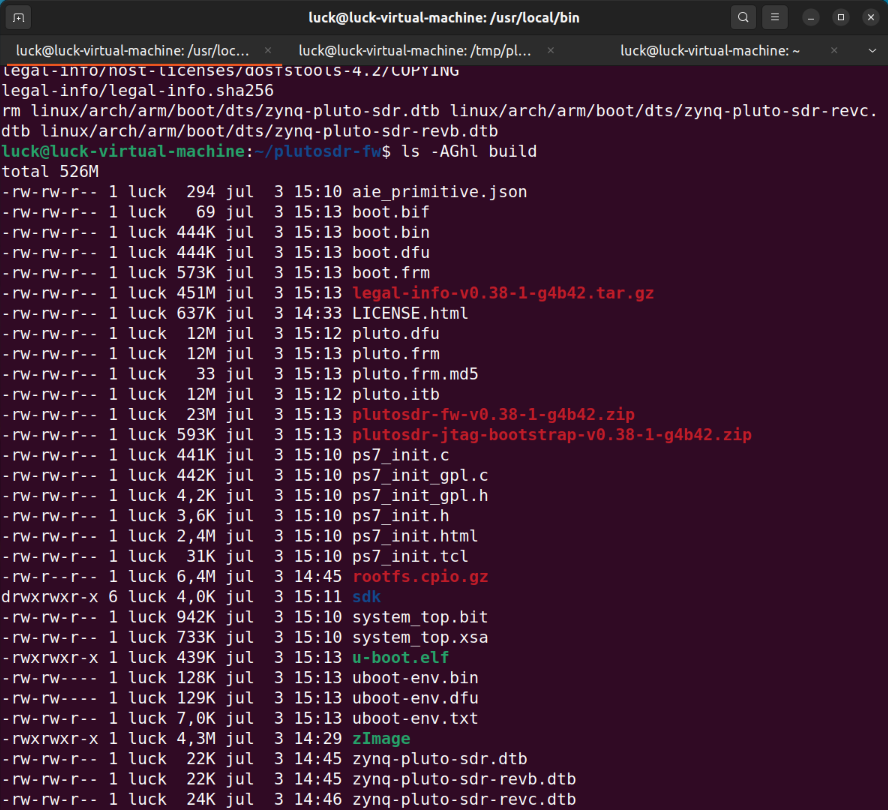 luck@luck-virtual-machine: /usr/local/bin
luck@luck-virtual-machine: /usr/loc... × luck@luck-virtual-machine: /tmp/pl... × luck@luck-virtual-machine: ~ ×
legal-info/host-licenses/dosfstools-4.2/COPYING
legal-info/legal-info.sha256
rm linux/arch/arm/boot/dts/zynq-pluto-sdr.dtb linux/arch/arm/boot/dts/zynq-pluto-sdr-revc.
dtb linux/arch/arm/boot/dts/zynq-pluto-sdr-revb.dtb
luck@luck-virtual-machine:~/plutosdr-fw$ ls -AGhl build
total 526M
-rw-rw-r-- 1 luck  294 jul  3 15:10 aie_primitive.json
-rw-rw-r-- 1 luck   69 jul  3 15:13 boot.bif
-rw-rw-r-- 1 luck 444K jul  3 15:13 boot.bin
-rw-rw-r-- 1 luck 444K jul  3 15:13 boot.dfu
-rw-rw-r-- 1 luck 573K jul  3 15:13 boot.frm
-rw-rw-r-- 1 luck 451M jul  3 15:13 legal-info-v0.38-1-g4b42.tar.gz
-rw-rw-r-- 1 luck 637K jul  3 14:33 LICENSE.html
-rw-rw-r-- 1 luck  12M jul  3 15:12 pluto.dfu
-rw-rw-r-- 1 luck  12M jul  3 15:13 pluto.frm
-rw-rw-r-- 1 luck   33 jul  3 15:13 pluto.frm.md5
-rw-rw-r-- 1 luck  12M jul  3 15:12 pluto.itb
-rw-rw-r-- 1 luck  23M jul  3 15:13 plutosdr-fw-v0.38-1-g4b42.zip
-rw-rw-r-- 1 luck 593K jul  3 15:13 plutosdr-jtag-bootstrap-v0.38-1-g4b42.zip
-rw-rw-r-- 1 luck 441K jul  3 15:10 ps7_init.c
-rw-rw-r-- 1 luck 442K jul  3 15:10 ps7_init_gpl.c
-rw-rw-r-- 1 luck 4,2K jul  3 15:10 ps7_init_gpl.h
-rw-rw-r-- 1 luck 3,6K jul  3 15:10 ps7_init.h
-rw-rw-r-- 1 luck 2,4M jul  3 15:10 ps7_init.html
-rw-rw-r-- 1 luck  31K jul  3 15:10 ps7_init.tcl
-rw-r--r-- 1 luck 6,4M jul  3 14:45 rootfs.cpio.gz
drwxrwxr-x 6 luck 4,0K jul  3 15:11 sdk
-rw-rw-r-- 1 luck 942K jul  3 15:10 system_top.bit
-rw-rw-r-- 1 luck 733K jul  3 15:10 system_top.xsa
-rwxrwxr-x 1 luck 439K jul  3 15:13 u-boot.elf
-rw-rw---- 1 luck 128K jul  3 15:13 uboot-env.bin
-rw-rw---- 1 luck 129K jul  3 15:13 uboot-env.dfu
-rw-rw-r-- 1 luck 7,0K jul  3 15:13 uboot-env.txt
-rwxrwxr-x 1 luck 4,3M jul  3 14:29 zImage
-rw-rw-r-- 1 luck  22K jul  3 14:45 zynq-pluto-sdr.dtb
-rw-rw-r-- 1 luck  22K jul  3 14:45 zynq-pluto-sdr-revb.dtb
-rw-rw-r-- 1 luck  24K jul  3 14:46 zynq-pluto-sdr-revc.dtb